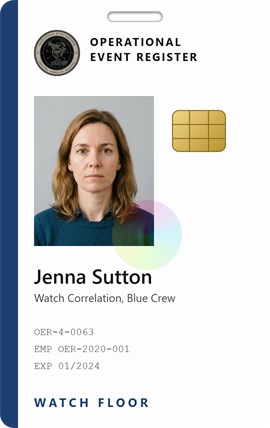 OPERATIONAL
EVENT REGISTER
Jenna Sutton
Watch Correlation, Blue Crew
OER-4-0063
EMP OER-2020-001
EXP 01/2024
WATCH FLOOR